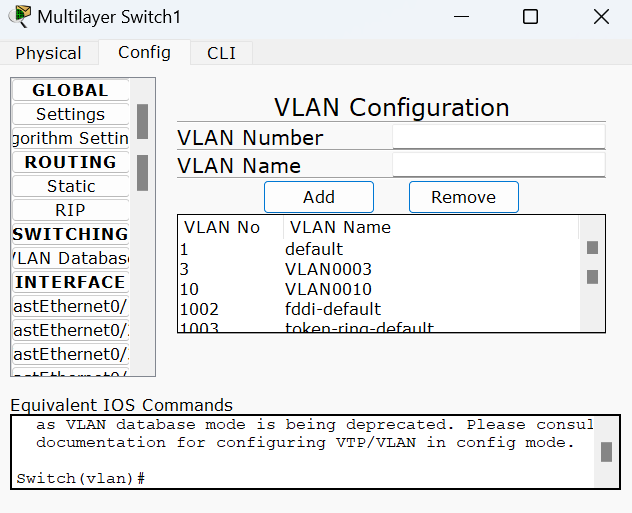 Multilayer Switch1
Physical Config CLI
GLOBAL
Settings
gorithm Settin
ROUTING
Static
RIP
SWITCHING
VLAN Database
INTERFACE
astEthernet0/
astEthernet0/
astEthernet0/
VLAN Configuration
VLAN Number
VLAN Name
Add Remove
VLAN No VLAN Name
1 default
3 VLAN0003
10 VLAN0010
1002 fddi-default
1003 token-ring-default
Equivalent IOS Commands
as VLAN database mode is being deprecated. Please consul
documentation for configuring VTP/VLAN in config mode.
Switch(vlan)#